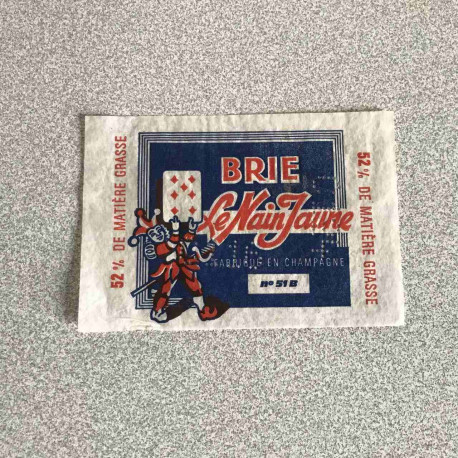 BRIE
Le Nain Jaune
FABRIQUÉ EN CHAMPAGNE
nº 51 B
52% DE MATIÈRE GRASSE
52% DE MATIÈRE GRASSE